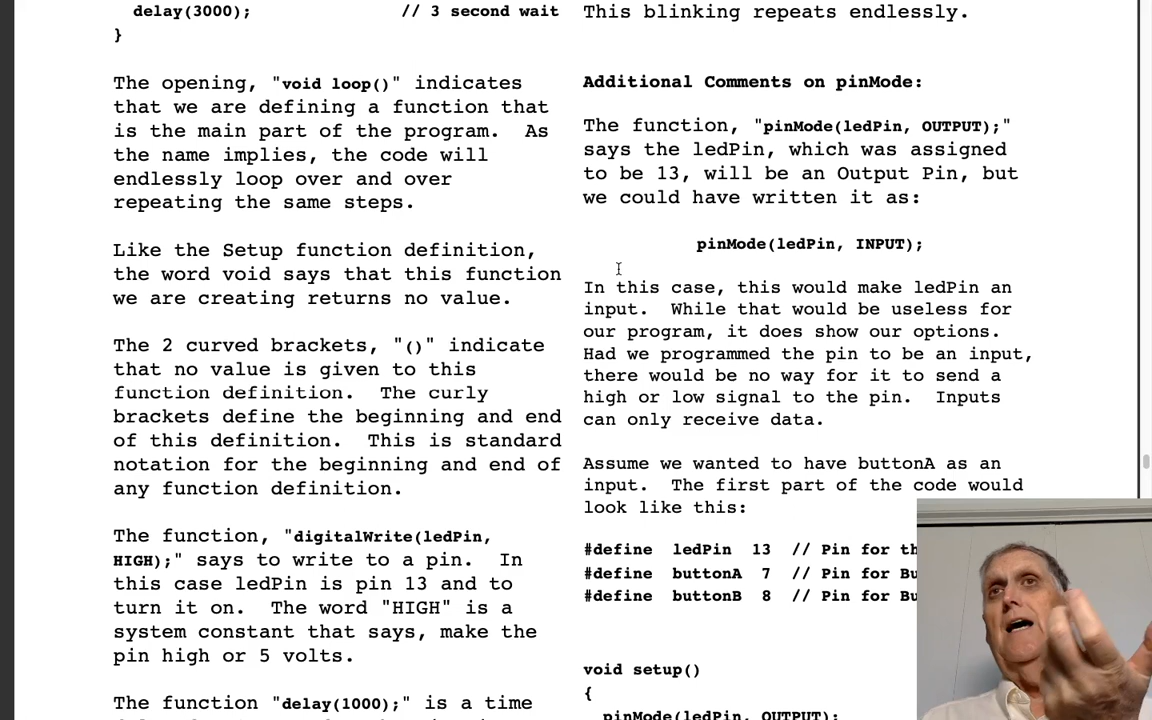 delay(3000); // 3 second wait
}
The opening, "void loop()" indicates
that we are defining a function that
is the main part of the program. As
the name implies, the code will
endlessly loop over and over
repeating the same steps.
Like the Setup function definition,
the word void says that this function
we are creating returns no value.
The 2 curved brackets, "()" indicate
that no value is given to this
function definition. The curly
brackets define the beginning and end
of this definition. This is standard
notation for the beginning and end of
any function definition.
The function, "digitalWrite(ledPin,
HIGH);" says to write to a pin. In
this case ledPin is pin 13 and to
turn it on. The word "HIGH" is a
system constant that says, make the
pin high or 5 volts.
The function "delay(1000);" is a time
This blinking repeats endlessly.
Additional Comments on pinMode:
The function, "pinMode(ledPin, OUTPUT);"
says the ledPin, which was assigned
to be 13, will be an Output Pin, but
we could have written it as:
pinMode(ledPin, INPUT);
In this case, this would make ledPin an
input. While that would be useless for
our program, it does show our options.
Had we programmed the pin to be an input,
there would be no way for it to send a
high or low signal to the pin. Inputs
can only receive data.
Assume we wanted to have buttonA as an
input. The first part of the code would
look like this:
#define ledPin 13 // Pin for th
#define buttonA 7 // Pin for Bu
#define buttonB 8 // Pin for Bu
void setup()
{
pinMode(ledPin, OUTPUT);